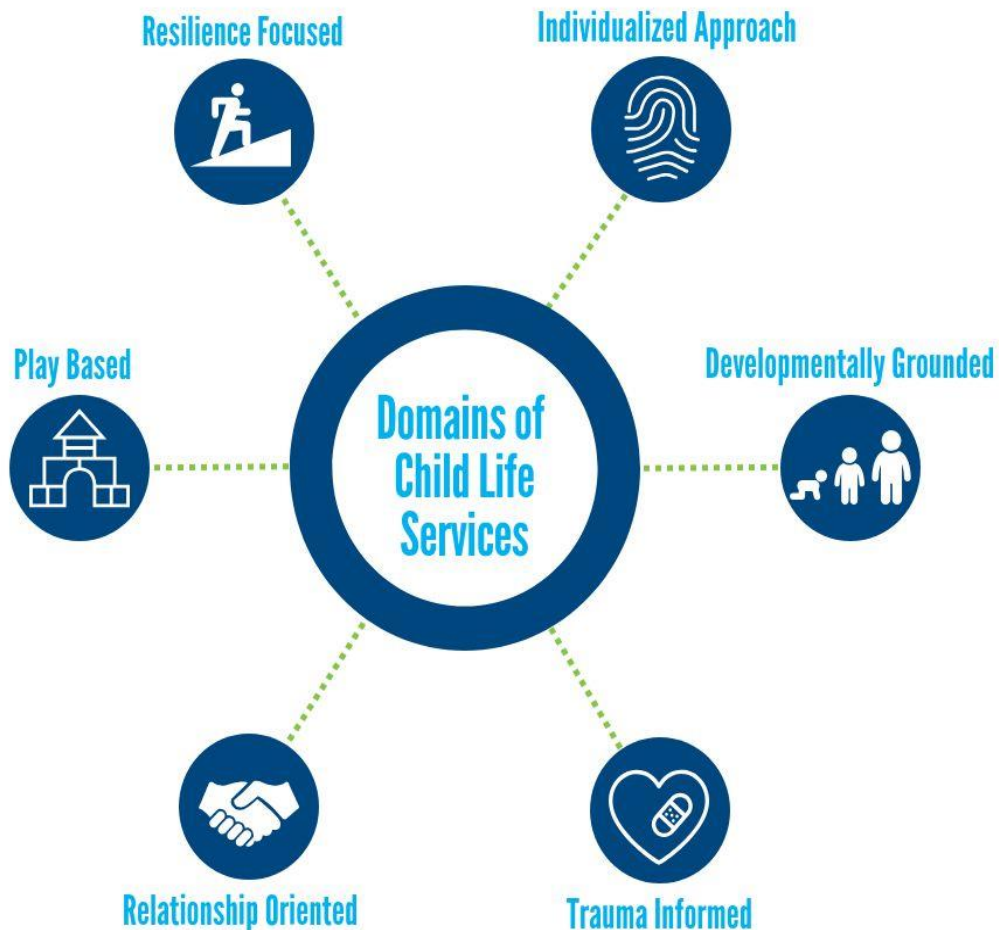 Resilience Focused
Individualized Approach
Play Based
Domains of
Child Life
Services
Developmentally Grounded
Relationship Oriented
Trauma Informed